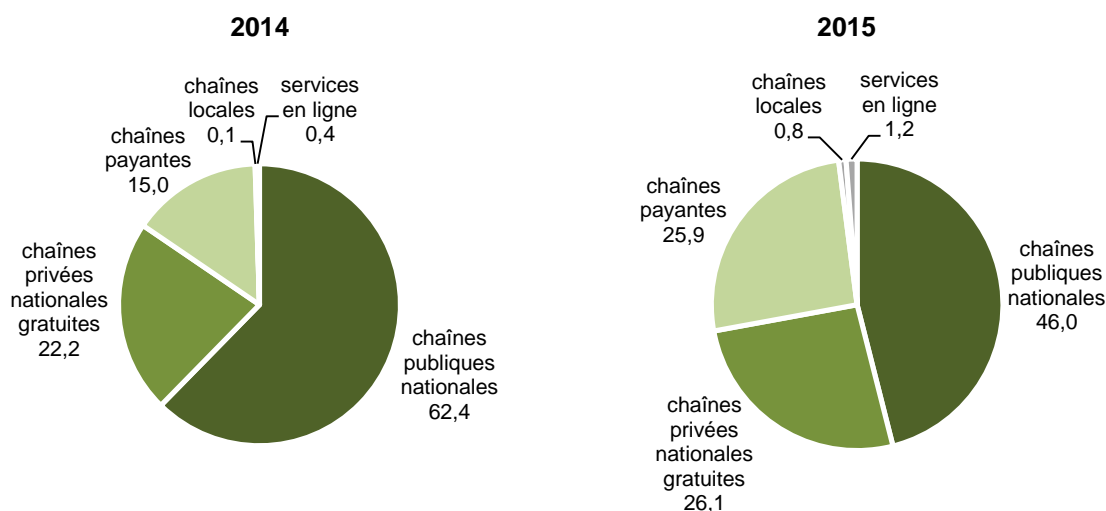 2014
chaînes
locales
0,1
services
en ligne
0,4
chaînes
payantes
15,0
chaînes
privées
nationales
gratuites
22,2
chaînes
publiques
nationales
62,4
2015
chaînes
locales
0,8
services
en ligne
1,2
chaînes
payantes
25,9
chaînes
publiques
nationales
46,0
chaînes
privées
nationales
gratuites
26,1